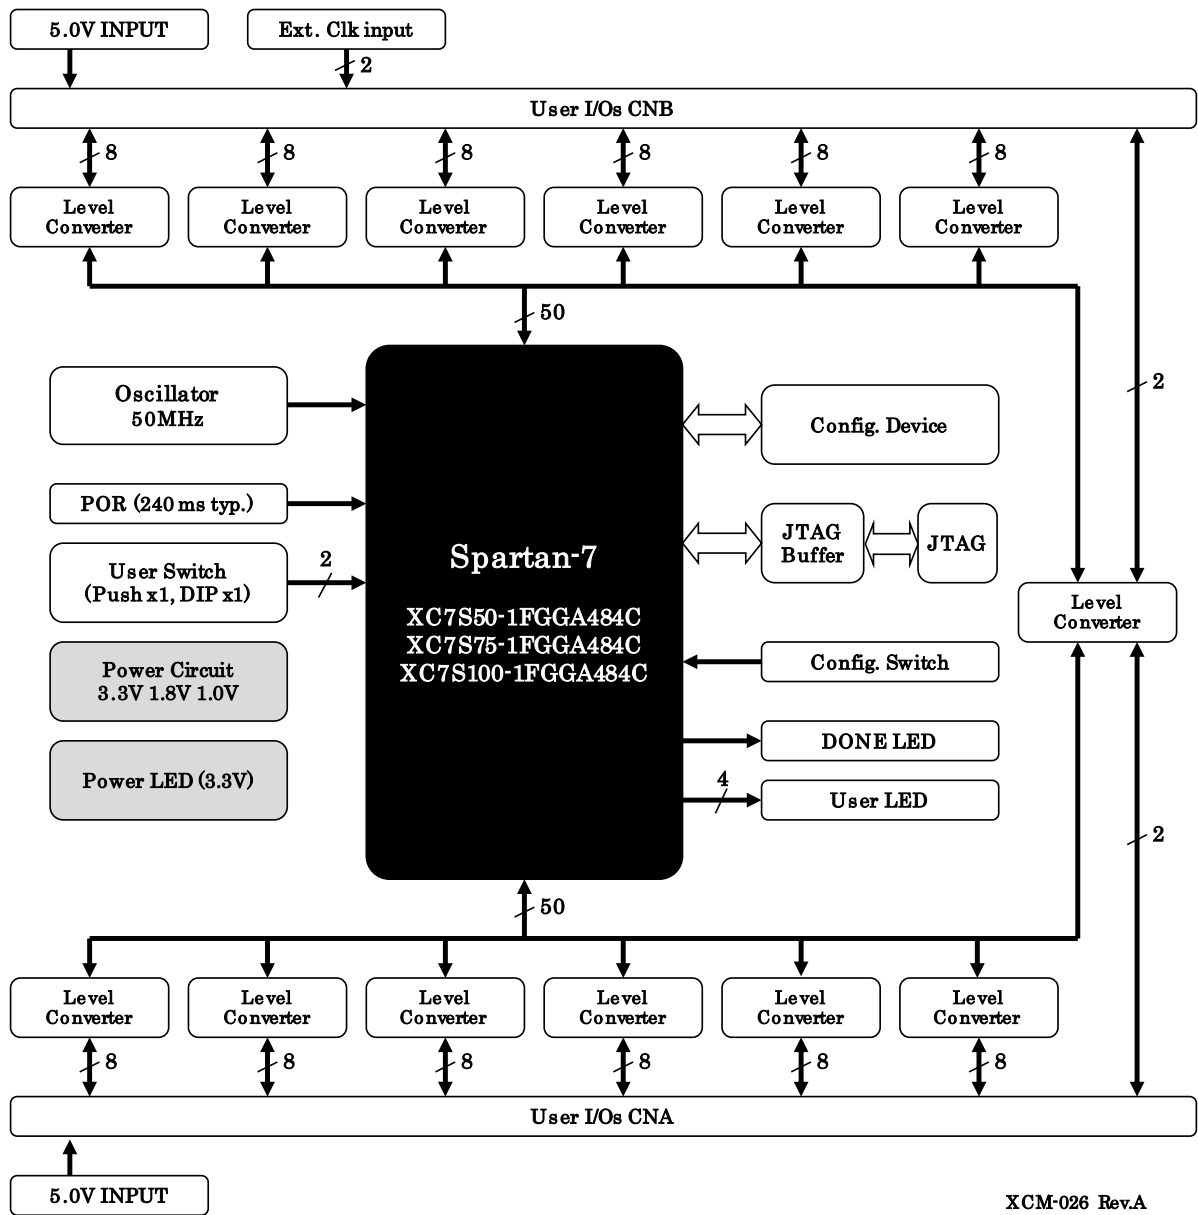 5.0V INPUT
Ext. Clk input
2
User I/Os CNB
8
8
8
8
8
8
Level
Converter
Level
Converter
Level
Converter
Level
Converter
Level
Converter
Level
Converter
50
Oscillator
50MHz
POR (240 ms typ.)
User Switch
(Push x1, DIP x1)
2
Power Circuit
3.3V 1.8V 1.0V
Power LED (3.3V)
Spartan-7
XC7S50-1FGGA484C
XC7S75-1FGGA484C
XC7S100-1FGGA484C
Config. Device
JTAG
Buffer
JTAG
Config. Switch
DONE LED
4
User LED
2
Level
Converter
2
50
Level
Converter
Level
Converter
Level
Converter
Level
Converter
Level
Converter
Level
Converter
8
8
8
8
8
8
User I/Os CNA
5.0V INPUT
XCM-026 Rev.A